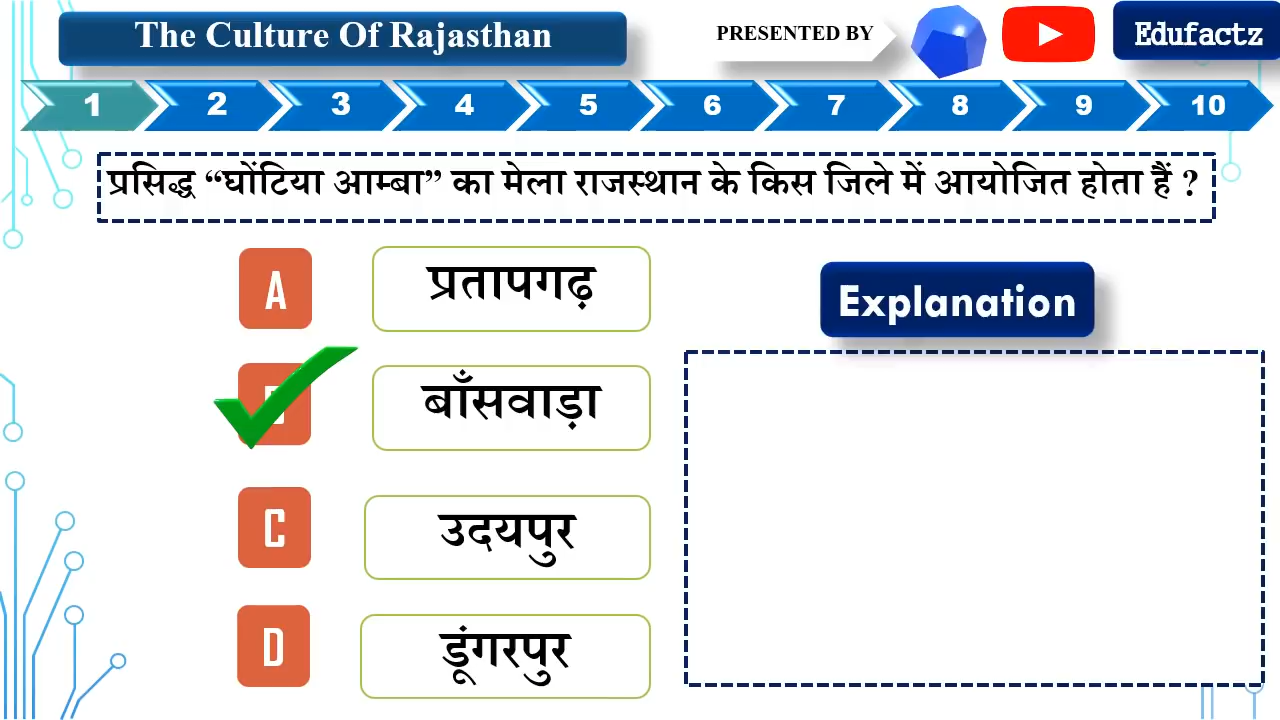 The Culture Of Rajasthan
PRESENTED BY
Edufactz
1 2 3 4 5 6 7 8 9 10
प्रसिद्ध “घोंटिया आम्बा” का मेला राजस्थान के किस जिले में आयोजित होता हैं ?
A प्रतापगढ़
बाँसवाड़ा
C उदयपुर
D डूंगरपुर
Explanation